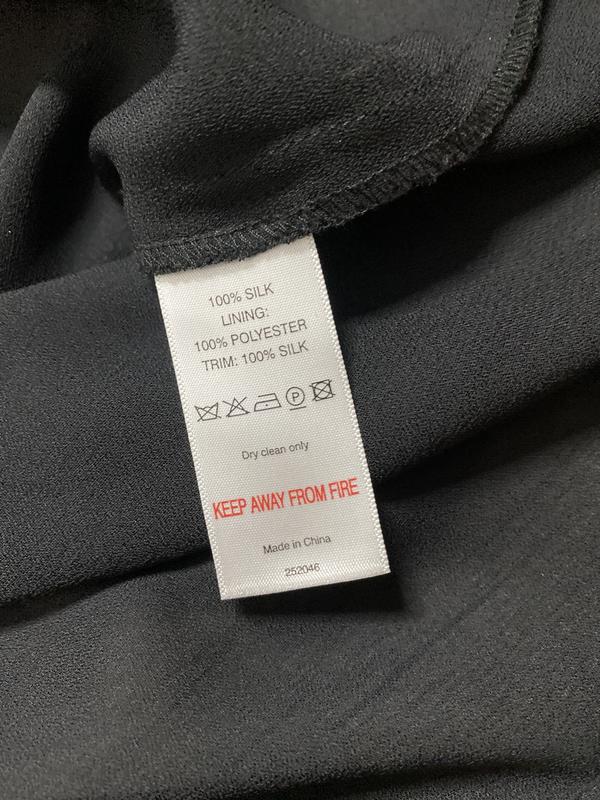 100% SILK
LINING:
100% POLYESTER
TRIM: 100% SILK
P
Dry clean only
KEEP AWAY FROM FIRE
Made in China
252046